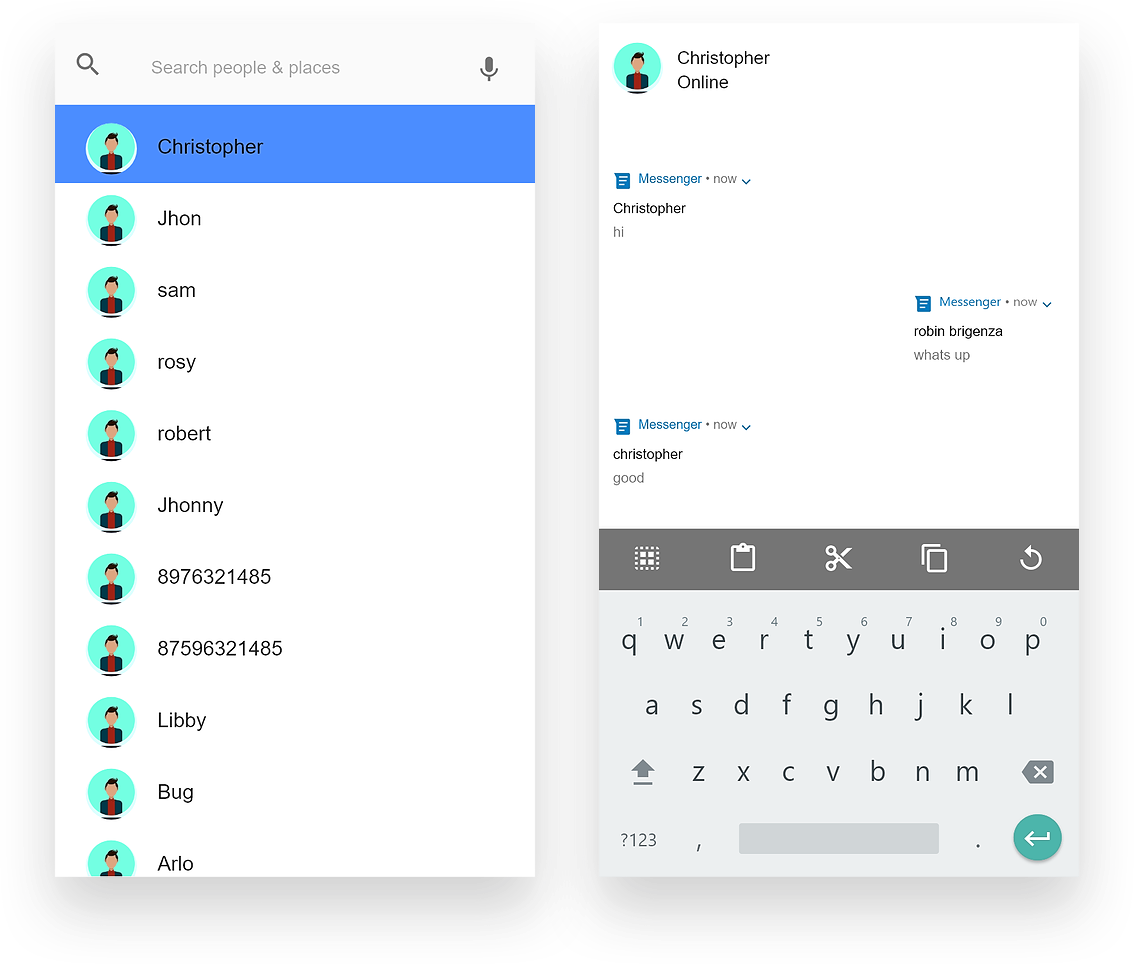 Search people & places
Christopher
Jhon
sam
rosy
robert
Jhonny
8976321485
87596321485
Libby
Bug
Arlo
Christopher
Online
Messenger • now
Christopher
hi
Messenger • now
robin brigenza
whats up
Messenger • now
christopher
good
1 2 3 4 5 6 7 8 9 0
q w e r t y u i o p
a s d f g h j k l
z x c v b n m
?123 , .